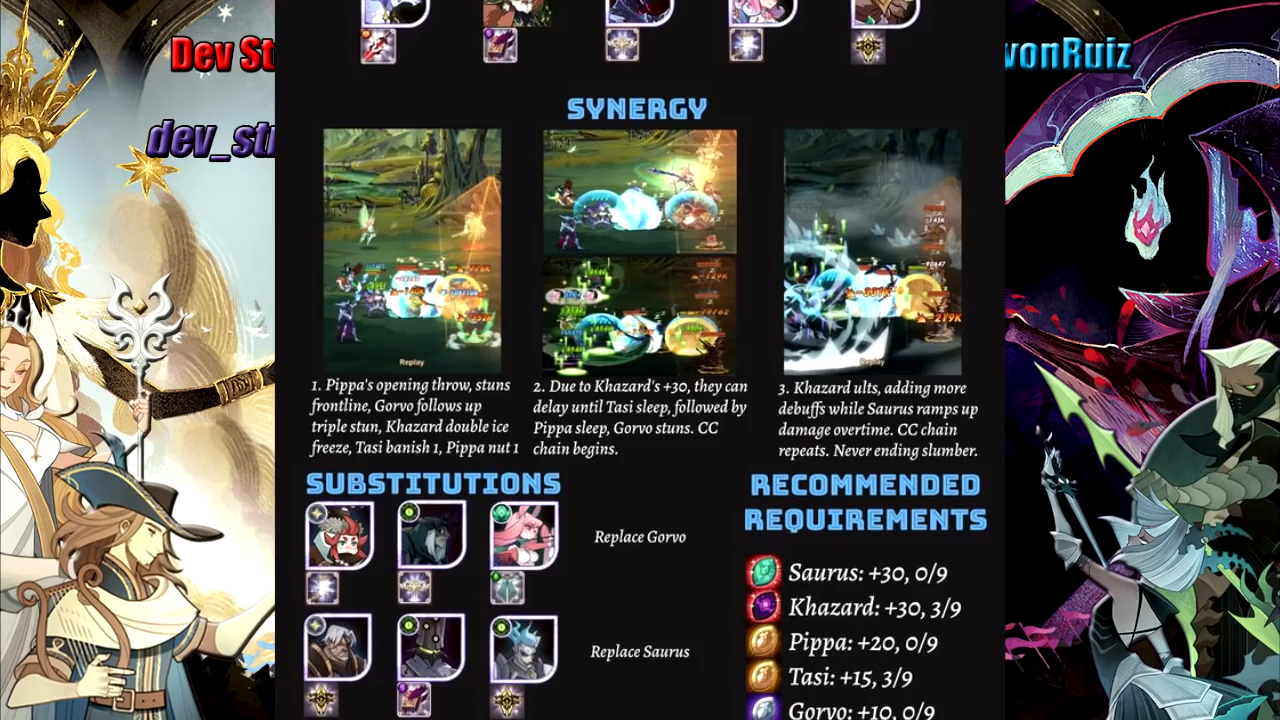 Dev St
vonRuiz
dev_str
SYNERGY
Replay
Replay
1. Pippa's opening throw, stuns
frontline, Gorvo follows up
triple stun, Khazard double ice
freeze, Tasi banish 1, Pippa nut 1
2. Due to Khazard's +30, they can
delay until Tasi sleep, followed by
Pippa sleep, Gorvo stuns. CC
chain begins.
3. Khazard ults, adding more
debuffs while Saurus ramps up
damage overtime. CC chain
repeats. Never ending slumber.
SUBSTITUTIONS
Replace Gorvo
Replace Saurus
RECOMMENDED
REQUIREMENTS
Saurus: +30, 0/9
Khazard: +30, 3/9
Pippa: +20, 0/9
Tasi: +15, 3/9
Gorvo: +10, 0/9